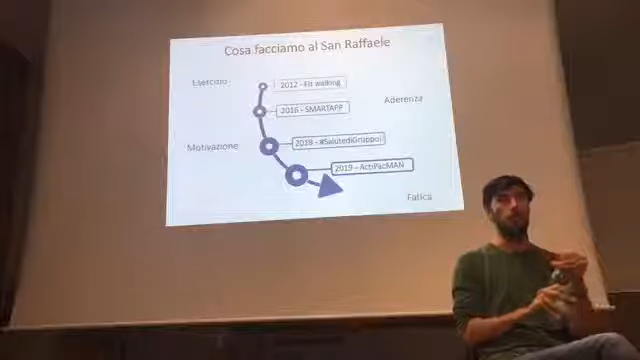 Cosa facciamo al San Raffaele
Esercizio
2012 - Fit walking
Aderenza
2016 - SMARTAPP
2018 - #SalutediGruppo
Motivazione
2019 - ActiPacMAN
Fatica